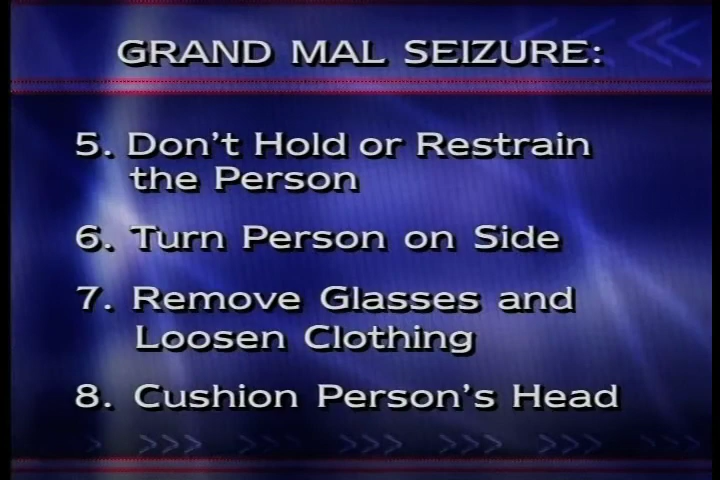 GRAND MAL SEIZURE:
5. Don't Hold or Restrain
the Person
6. Turn Person on Side
7. Remove Glasses and
Loosen Clothing
8. Cushion Person's Head